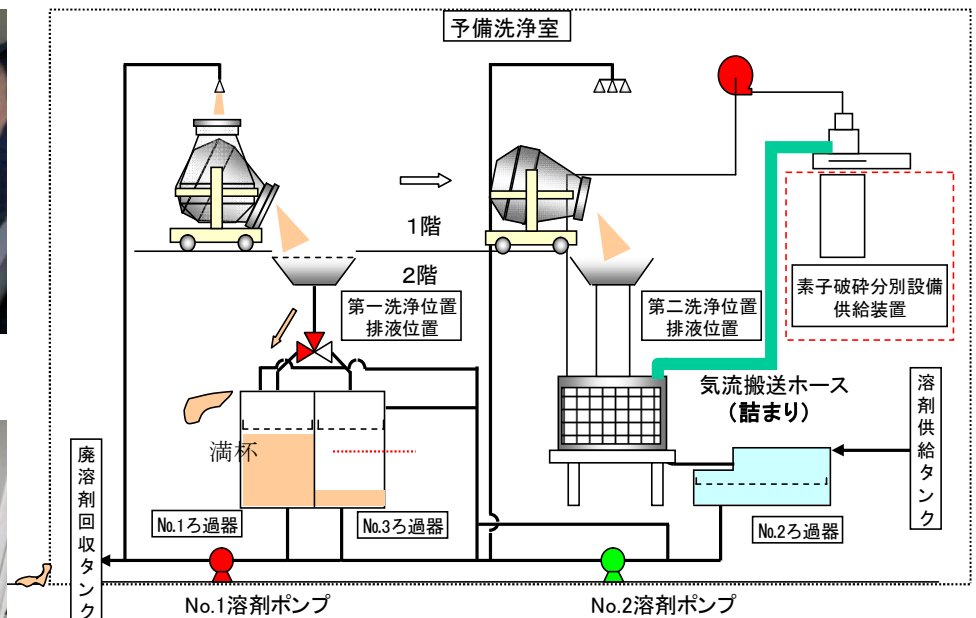 予備洗浄室
1階
2階
第一洗浄位置
排液位置
第二洗浄位置
排液位置
素子破砕分別設備
供給装置
気流搬送ホース
(詰まり)
溶剤供給タンク
満杯
廃溶剤回収タンク
No.1ろ過器
No.3ろ過器
No.2ろ過器
No.1溶剤ポンプ
No.2溶剤ポンプ